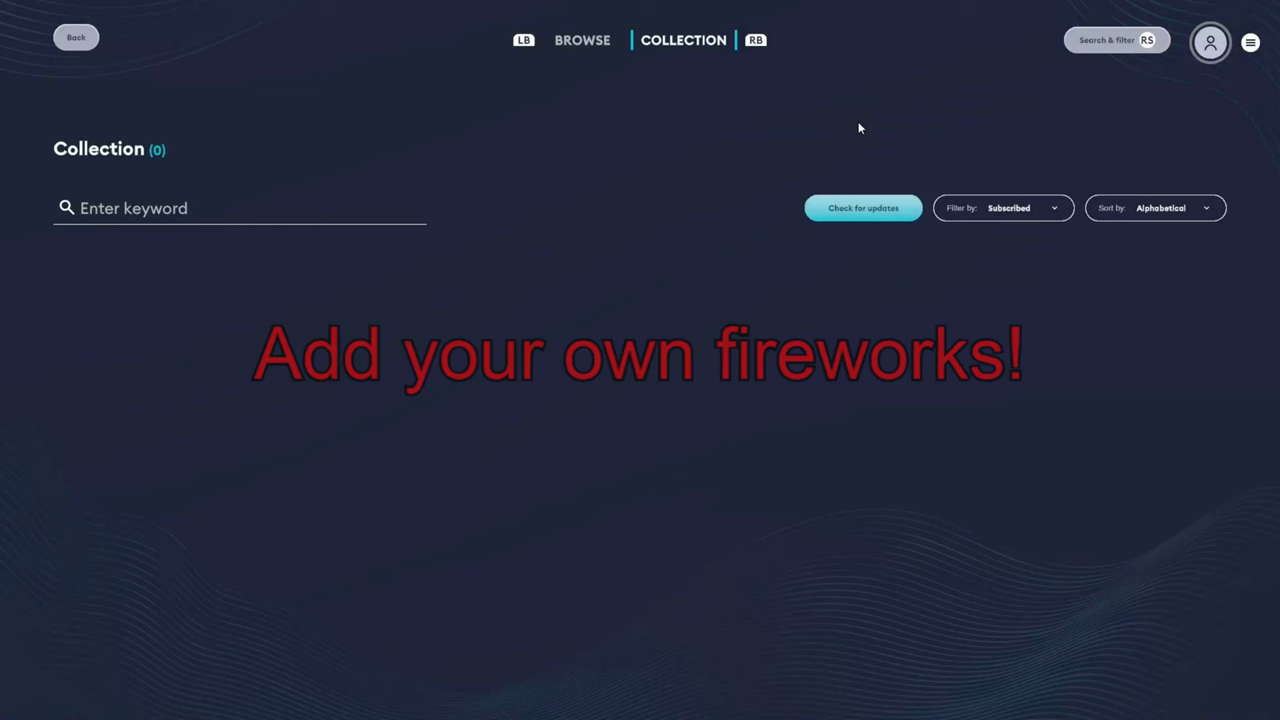 Back
LB BROWSE COLLECTION RB
Search & filter RS
Collection (0)
Enter keyword
Check for updates
Filter by: Subscribed
Sort by: Alphabetical
Add your own fireworks!